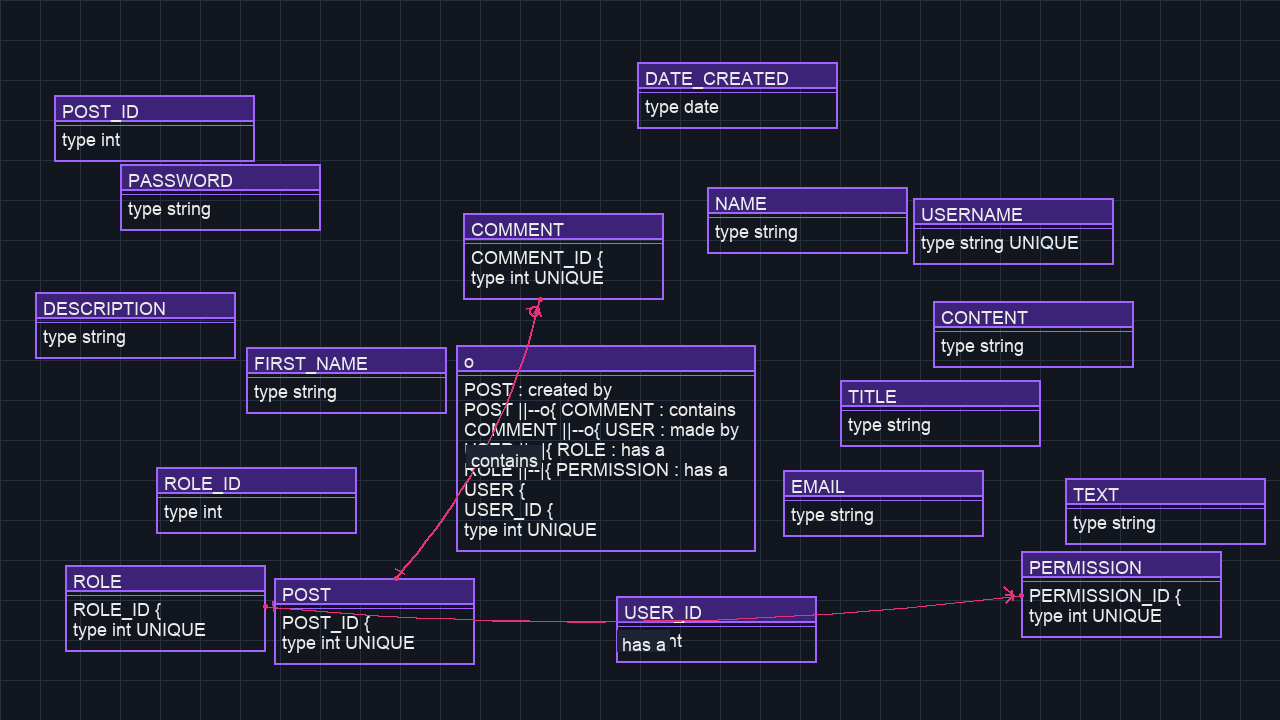 DATE_CREATED
type date
POST_ID
type int
PASSWORD
type string
NAME
type string
USERNAME
type string UNIQUE
COMMENT
COMMENT_ID {
type int UNIQUE
DESCRIPTION
type string
CONTENT
type string
FIRST_NAME
type string
o
POST : created by
POST ||--o{ COMMENT : contains
COMMENT ||--o{ USER : made by
USER ||--|{ ROLE : has a
ROLE ||--|{ PERMISSION : has a
USER {
USER_ID {
type int UNIQUE
contains
TITLE
type string
ROLE_ID
type int
EMAIL
type string
TEXT
type string
ROLE
ROLE_ID {
type int UNIQUE
POST
POST_ID {
type int UNIQUE
USER_ID
has a
PERMISSION
PERMISSION_ID {
type int UNIQUE